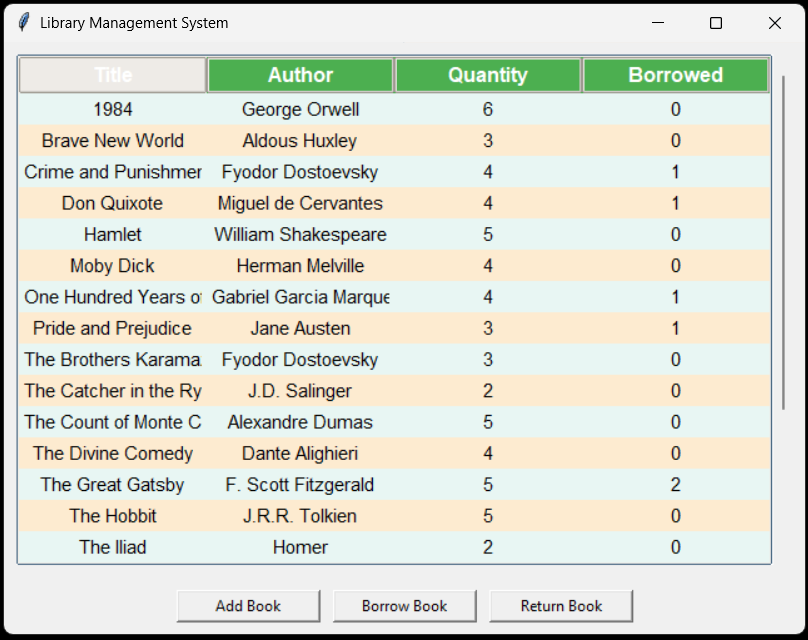 Library Management System
Title Author Quantity Borrowed
1984 George Orwell 6 0
Brave New World Aldous Huxley 3 0
Crime and Punishmer Fyodor Dostoevsky 4 1
Don Quixote Miguel de Cervantes 4 1
Hamlet William Shakespeare 5 0
Moby Dick Herman Melville 4 0
One Hundred Years of Gabriel Garcia Marque 4 1
Pride and Prejudice Jane Austen 3 1
The Brothers Karama Fyodor Dostoevsky 3 0
The Catcher in the Ry J.D. Salinger 2 0
The Count of Monte C Alexandre Dumas 5 0
The Divine Comedy Dante Alighieri 4 0
The Great Gatsby F. Scott Fitzgerald 5 2
The Hobbit J.R.R. Tolkien 5 0
The Iliad Homer 2 0
Add Book Borrow Book Return Book